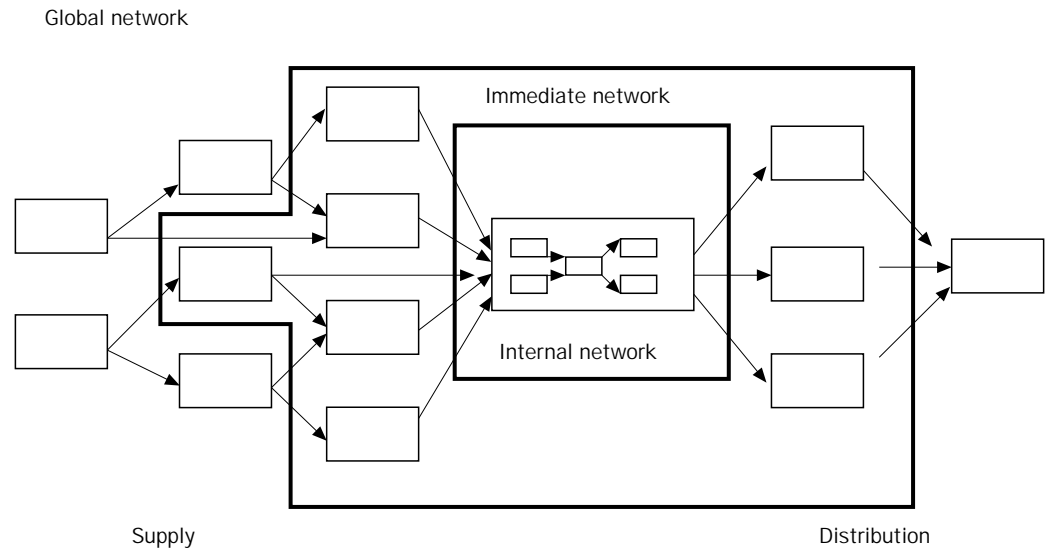 Global network
Immediate network
Internal network
Supply
Distribution